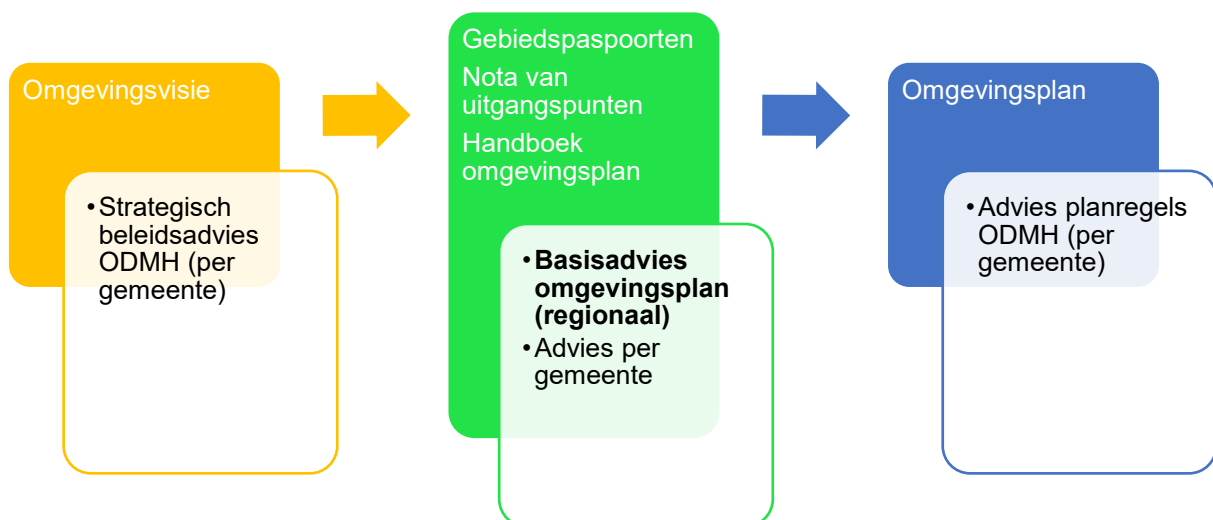 Omgevingsvisie
•Strategisch
beleidsadvies
ODMH (per
gemeente)
Gebiedspaspoorten
Nota van
uitgangspunten
Handboek
omgevingsplan
•Basisadvies
omgevingsplan
(regionaal)
•Advies per
gemeente
Omgevingsplan
•Advies planregels
ODMH (per
gemeente)